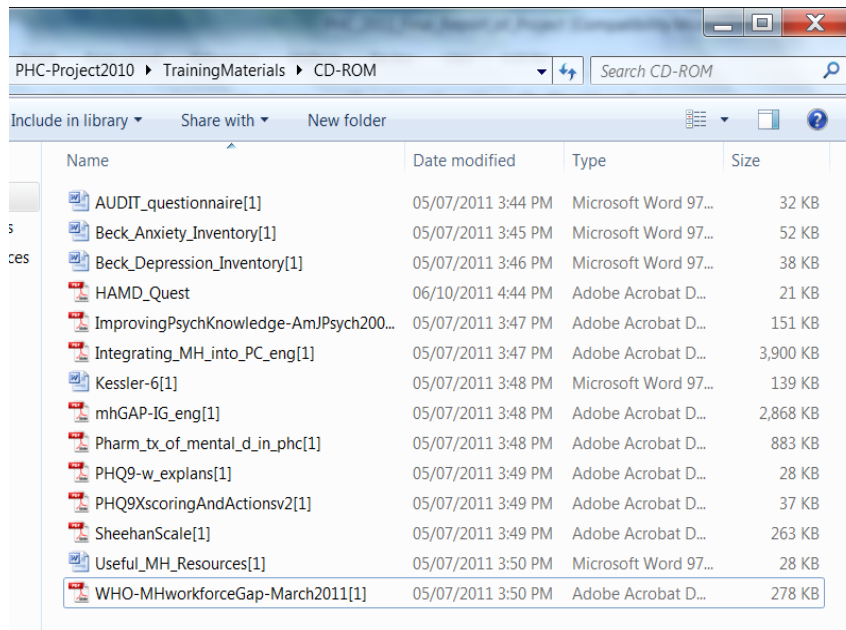 PHC-Project2010 ▸ TrainingMaterials ▸ CD-ROM Search CD-ROM
Include in library Share with New folder
Name Date modified Type Size
AUDIT_questionnaire[1] 05/07/2011 3:44 PM Microsoft Word 97... 32 KB
Beck_Anxiety_Inventory[1] 05/07/2011 3:45 PM Microsoft Word 97... 52 KB
Beck_Depression_Inventory[1] 05/07/2011 3:46 PM Microsoft Word 97... 38 KB
HAMD_Quest 06/10/2011 4:44 PM Adobe Acrobat D... 21 KB
ImprovingPsychKnowledge-AmJPsych200... 05/07/2011 3:47 PM Adobe Acrobat D... 151 KB
Integrating_MH_into_PC_eng[1] 05/07/2011 3:47 PM Adobe Acrobat D... 3,900 KB
Kessler-6[1] 05/07/2011 3:48 PM Microsoft Word 97... 139 KB
mhGAP-IG_eng[1] 05/07/2011 3:48 PM Adobe Acrobat D... 2,868 KB
Pharm_tx_of_mental_d_in_phc[1] 05/07/2011 3:48 PM Adobe Acrobat D... 883 KB
PHQ9-w_explans[1] 05/07/2011 3:49 PM Adobe Acrobat D... 28 KB
PHQ9XscoringAndActionsv2[1] 05/07/2011 3:49 PM Adobe Acrobat D... 37 KB
SheehanScale[1] 05/07/2011 3:49 PM Adobe Acrobat D... 263 KB
Useful_MH_Resources[1] 05/07/2011 3:50 PM Microsoft Word 97... 28 KB
WHO-MHworkforceGap-March2011[1] 05/07/2011 3:50 PM Adobe Acrobat D... 278 KB